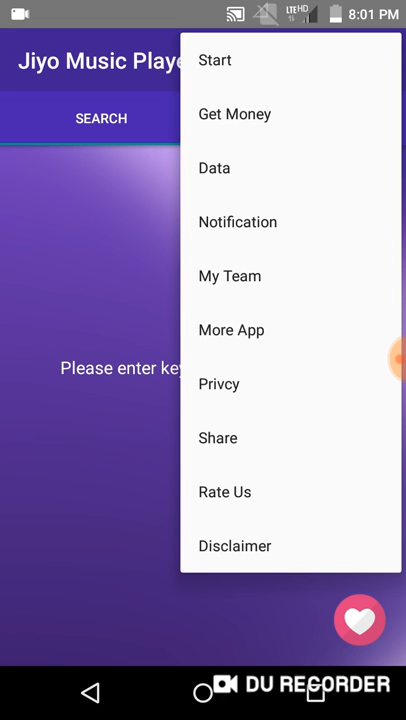 LTE HD
8:01 PM
Jiyo Music Playe
SEARCH
Please enter key
Start
Get Money
Data
Notification
My Team
More App
Privcy
Share
Rate Us
Disclaimer
DU RECORDER